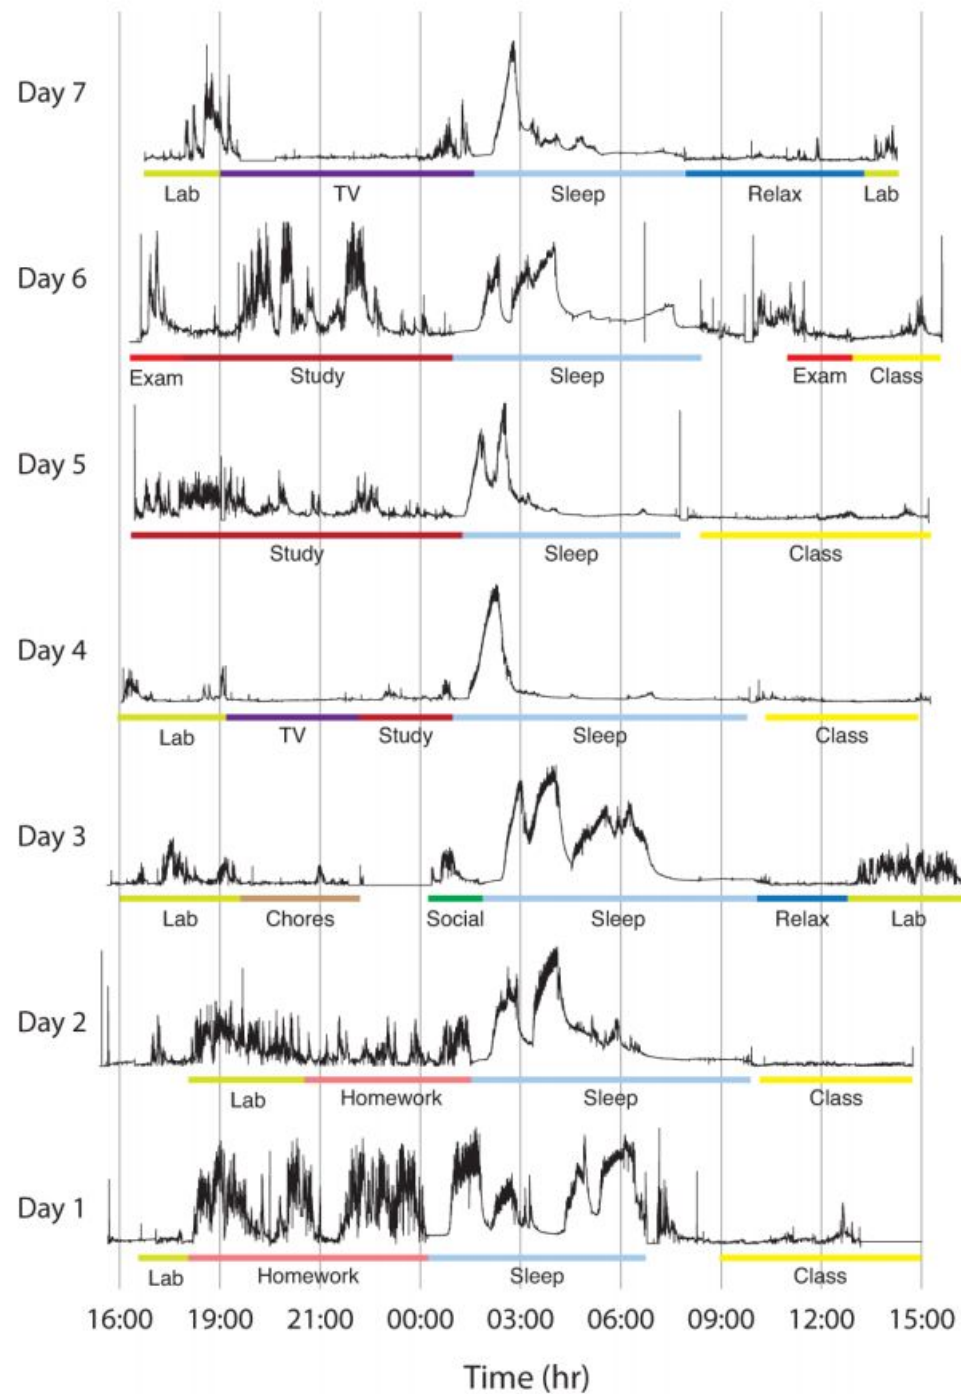 Day 7
Lab TV Sleep Relax Lab
Day 6
Exam Study Sleep Exam Class
Day 5
Study Sleep Class
Day 4
Lab TV Study Sleep Class
Day 3
Lab Chores Social Sleep Relax Lab
Day 2
Lab Homework Sleep Class
Day 1
Lab Homework Sleep Class
16:00 19:00 21:00 00:00 03:00 06:00 09:00 12:00 15:00
Time (hr)